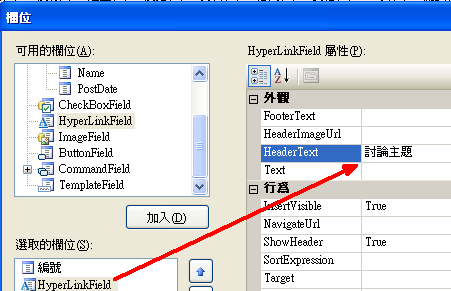 欄位
可用的欄位(A):
Name
PostDate
CheckBoxField
HyperLinkField
ImageField
ButtonField
CommandField
TemplateField
加入(D)
選取的欄位(S):
編號
HyperLinkField
HyperLinkField 屬性(P):
外觀
FooterText
HeaderImageUrl
HeaderText 討論主題
Text
行為
InsertVisible True
NavigateUrl
ShowHeader True
SortExpression
Target